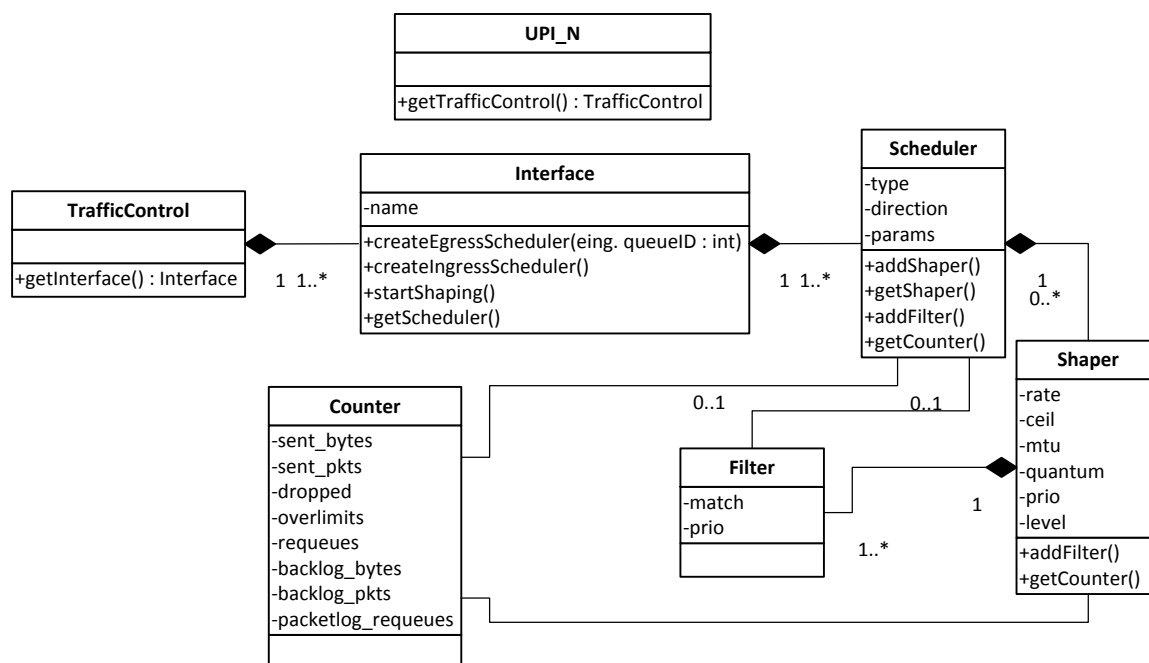 UPI_N
+getTrafficControl() : TrafficControl
TrafficControl
+getInterface() : Interface
1 1..*
Interface
-name
+createEgressScheduler(eing. queueID : int)
+createIngressScheduler()
+startShaping()
+getScheduler()
1 1..*
Scheduler
-type
-direction
-params
+addShaper()
+getShaper()
+addFilter()
+getCounter()
1
0..*
Shaper
-rate
-ceil
-mtu
-quantum
-prio
-level
+addFilter()
+getCounter()
0..1
0..1
Counter
-sent_bytes
-sent_pkts
-dropped
-overlimits
-requeues
-backlog_bytes
-backlog_pkts
-packetlog_requeues
Filter
-match
-prio
1
1..*